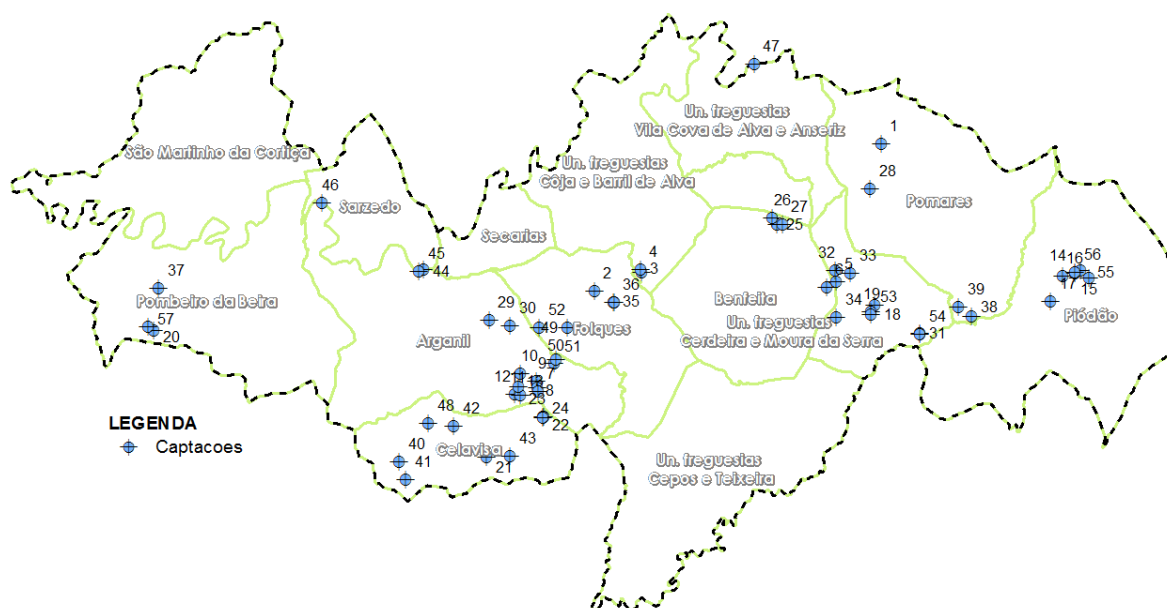 47
Un. freguesias
Vila Cova de Alva e Anseriz
1
São Martinho da Cortiça
Un. freguesias
Côja e Barril de Alva
28
46
Sarzedo
Pomares
26
27
25
Secarias
45
44
4
3
32
5
33
14
16
56
17
15
55
37
Pombeiro da Beira
2
36
35
Benfeita
6
34
19
53
18
39
38
Piódão
57
20
29
30
52
49
Folques
Un. freguesias
Cerdeira e Moura da Serra
54
31
Arganil
50
51
10
9
7
12
8
23
24
22
LEGENDA
Captacoes
48
42
40
41
Celavisa
43
21
Un. freguesias
Cepos e Teixeira